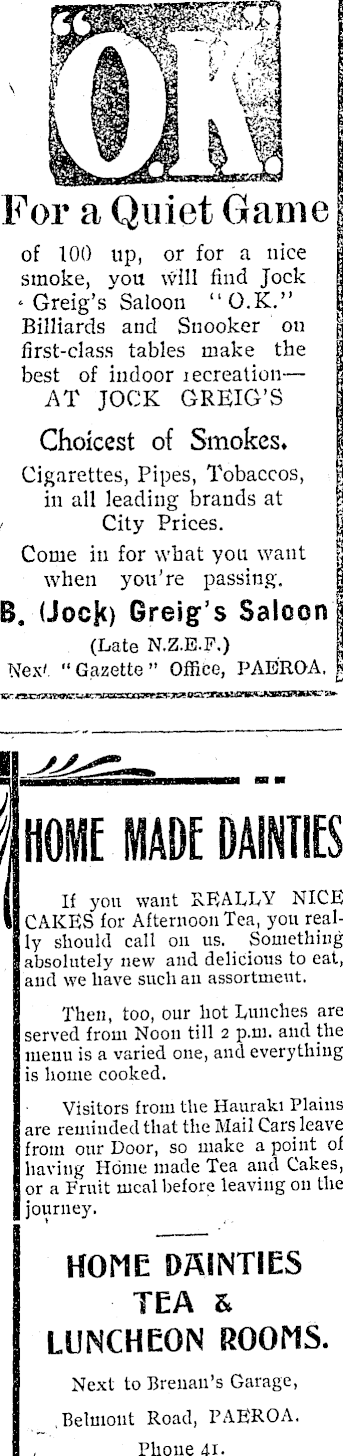 "O.K."
For a Quiet Game
of 100 up, or for a nice
smoke, you will find Jock
Greig's Saloon "O.K."
Billiards and Snooker on
first-class tables make the
best of indoor recreation—
AT JOCK GREIG'S
Choicest of Smokes.
Cigarettes, Pipes, Tobaccos,
in all leading brands at
City Prices.
Come in for what you want
when you're passing.
B. (Jock) Greig's Saloon
(Late N.Z.E.F.)
Next "Gazette" Office, PAEROA.
HOME MADE DAINTIES
If you want REALLY NICE
CAKES for Afternoon Tea, you real-
ly should call on us. Something
absolutely new and delicious to eat,
and we have such an assortment.
Then, too, our hot Lunches are
served from Noon till 2 p.m. and the
menu is a varied one, and everything
is home cooked.
Visitors from the Hauraki Plains
are reminded that the Mail Cars leave
from our Door, so make a point of
having Home made Tea and Cakes,
or a Fruit meal before leaving on the
journey.
HOME DAINTIES
TEA &
LUNCHEON ROOMS.
Next to Brenan's Garage,
Belmont Road, PAEROA.
Phone 41.